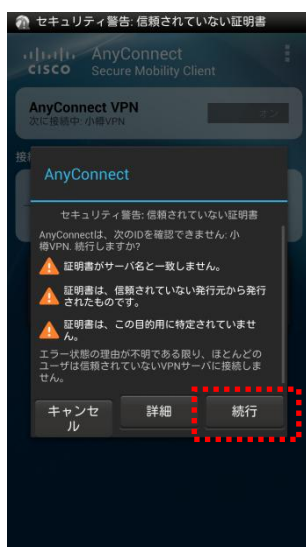 セキュリティ警告: 信頼されていない証明書
CISCO
AnyConnect
Secure Mobility Client
AnyConnect VPN
次に接続中: 小樽VPN
オン
接
AnyConnect
セキュリティ警告: 信頼されていない証明書
AnyConnectは、次のIDを確認できません: 小
樽VPN. 続行しますか?
証明書がサーバ名と一致しません。
証明書は、信頼されていない発行元から発行
されたものです。
証明書は、この目的用に特定されていませ
ん。
エラー状態の理由が不明である限り、ほとんどの
ユーザは信頼されていないVPNサーバに接続しま
せん。
キャンセ
ル
詳細
続行